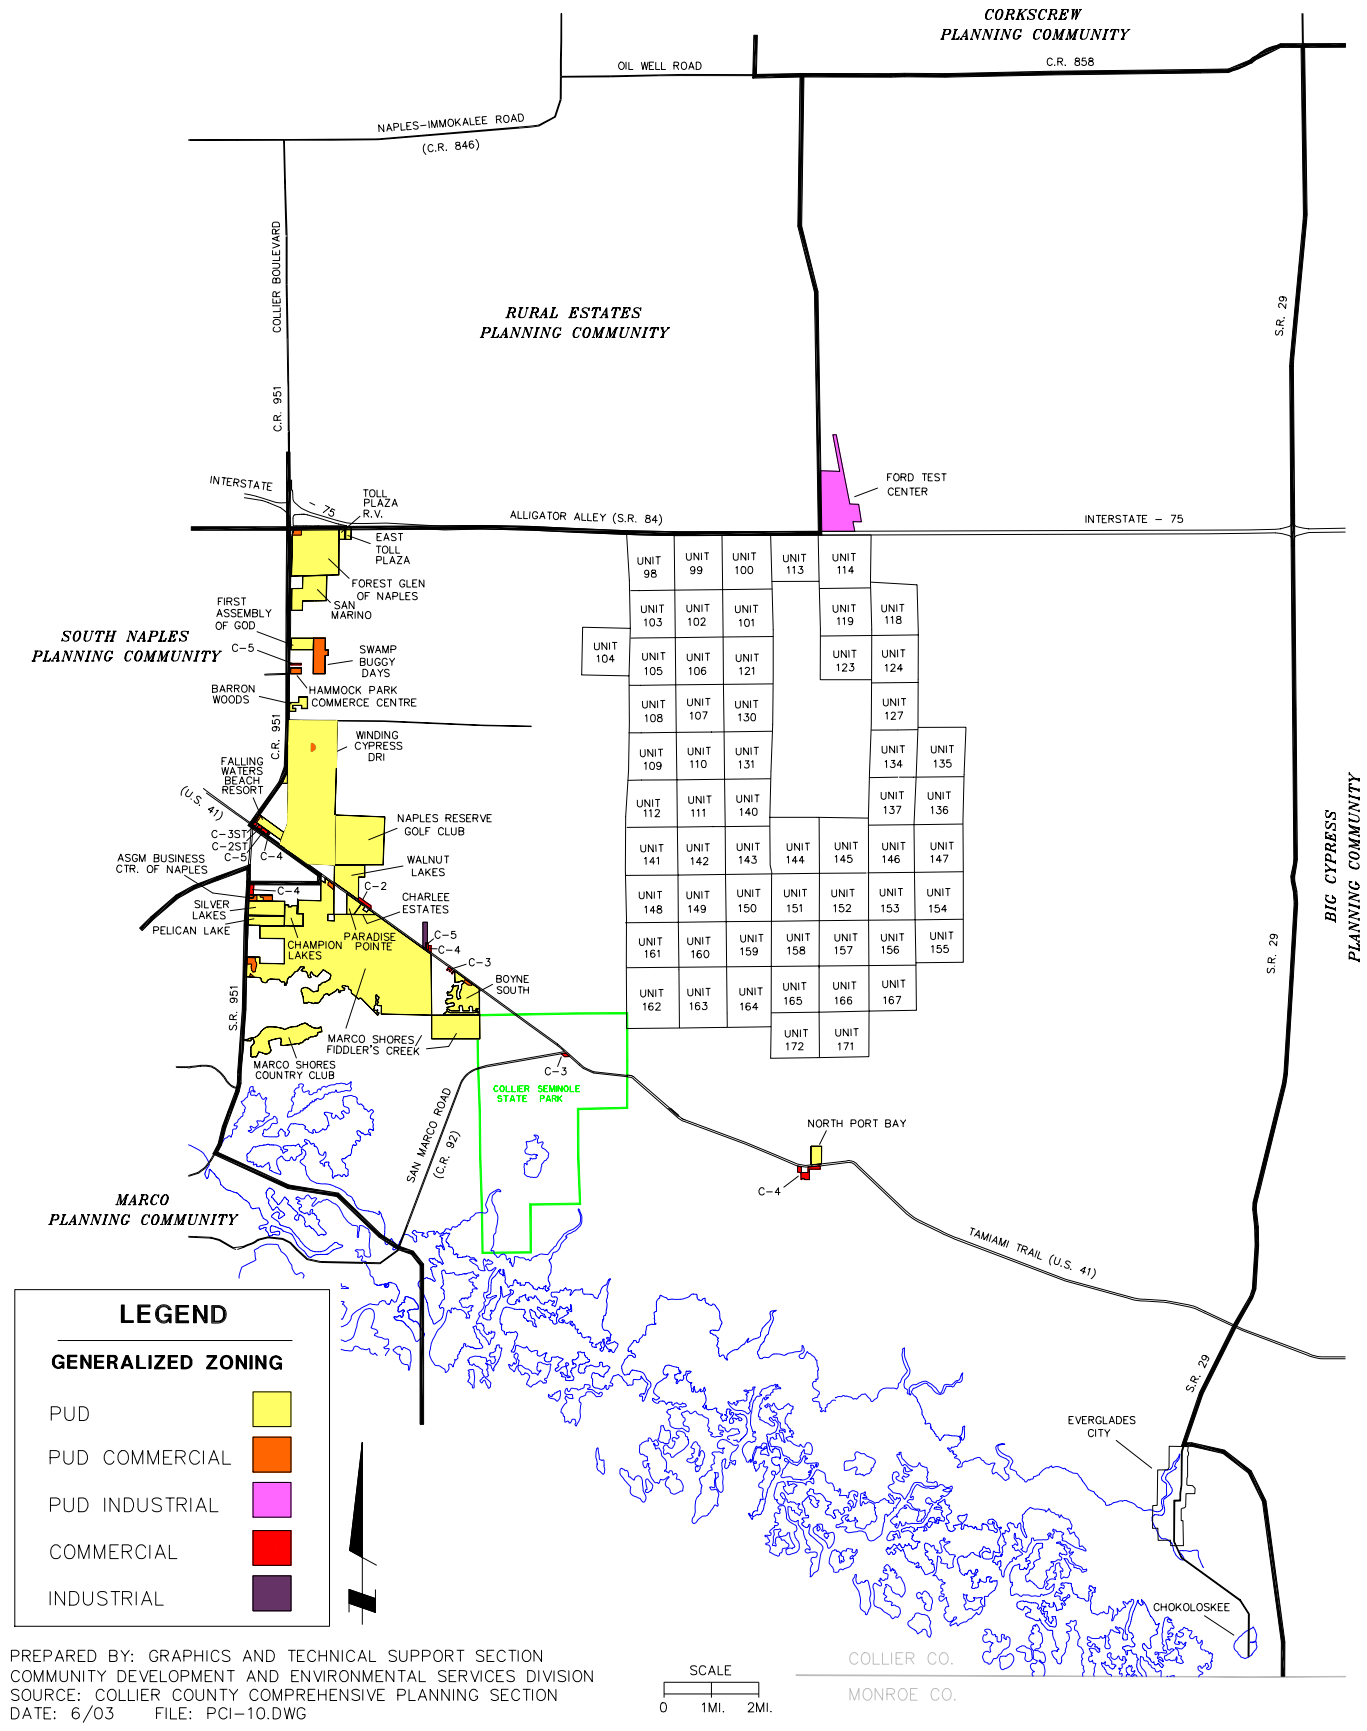 CORKSCREW
PLANNING COMMUNITY
OIL WELL ROAD
C.R. 858
NAPLES-IMMOKALEE ROAD
(C.R. 846)
COLLIER BOULEVARD
C.R. 951
RURAL ESTATES
PLANNING COMMUNITY
S.R. 29
INTERSTATE
- 75
TOLL
PLAZA
R.V.
ALLIGATOR ALLEY (S.R. 84)
FORD TEST
CENTER
INTERSTATE - 75
EAST
TOLL
PLAZA
FOREST GLEN
OF NAPLES
SAN
MARINO
FIRST
ASSEMBLY
OF GOD
SOUTH NAPLES
PLANNING COMMUNITY
C-5
SWAMP
BUGGY
DAYS
HAMMOCK PARK
COMMERCE CENTRE
BARRON
WOODS
C.R. 951
WINDING
CYPRESS
DRI
FALLING
WATERS
BEACH
RESORT
(U.S. 41)
C-3ST
C-2ST
C-5
C-4
NAPLES RESERVE
GOLF CLUB
ASGM BUSINESS
CTR. OF NAPLES
WALNUT
LAKES
C-4
C-2
CHARLEE
ESTATES
SILVER
LAKES
PELICAN LAKE
CHAMPION
LAKES
PARADISE
POINTE
C-5
C-4
C-3
BOYNE
SOUTH
S.R. 951
MARCO SHORES/
FIDDLER'S CREEK
MARCO SHORES
COUNTRY CLUB
C-3
COLLIER SEMINOLE
STATE PARK
SAN MARCO ROAD
(C.R. 92)
UNIT
98
UNIT
99
UNIT
100
UNIT
113
UNIT
114
UNIT
103
UNIT
102
UNIT
101
UNIT
119
UNIT
118
UNIT
104
UNIT
105
UNIT
106
UNIT
121
UNIT
123
UNIT
124
UNIT
108
UNIT
107
UNIT
130
UNIT
127
UNIT
109
UNIT
110
UNIT
131
UNIT
134
UNIT
135
UNIT
112
UNIT
111
UNIT
140
UNIT
137
UNIT
136
UNIT
141
UNIT
142
UNIT
143
UNIT
144
UNIT
145
UNIT
146
UNIT
147
UNIT
148
UNIT
149
UNIT
150
UNIT
151
UNIT
152
UNIT
153
UNIT
154
UNIT
161
UNIT
160
UNIT
159
UNIT
158
UNIT
157
UNIT
156
UNIT
155
UNIT
162
UNIT
163
UNIT
164
UNIT
165
UNIT
166
UNIT
167
UNIT
172
UNIT
171
BIG CYPRESS
PLANNING COMMUNITY
S.R. 29
NORTH PORT BAY
C-4
TAMIAMI TRAIL (U.S. 41)
MARCO
PLANNING COMMUNITY
S.R. 29
EVERGLADES
CITY
CHOKOLOSKEE
LEGEND
GENERALIZED ZONING
PUD
PUD COMMERCIAL
PUD INDUSTRIAL
COMMERCIAL
INDUSTRIAL
PREPARED BY: GRAPHICS AND TECHNICAL SUPPORT SECTION
COMMUNITY DEVELOPMENT AND ENVIRONMENTAL SERVICES DIVISION
SOURCE: COLLIER COUNTY COMPREHENSIVE PLANNING SECTION
DATE: 6/03 FILE: PCI-10.DWG
SCALE
0 1MI. 2MI.
COLLIER CO.
MONROE CO.